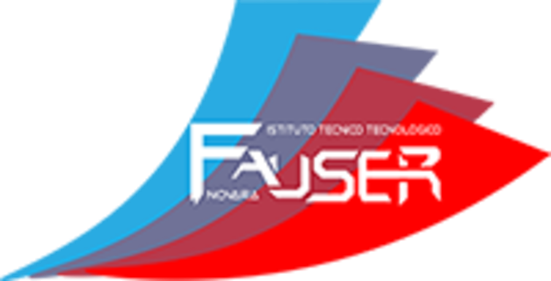 ISTITUTO TECNICO TECNOLOGICO
FAUSER
NOVARA